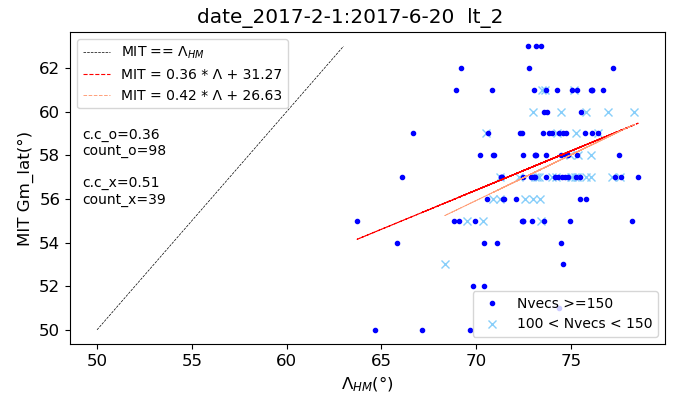 date_2017-2-1:2017-6-20 lt_2
MIT == Λ_HM
MIT = 0.36 * Λ + 31.27
MIT = 0.42 * Λ + 26.63
c.c_o=0.36
count_o=98
c.c_x=0.51
count_x=39
62
60
58
56
54
52
50
MIT Gm_lat(°)
Nvecs >=150
100 < Nvecs < 150
50 55 60 65 70 75
Λ_HM(°)